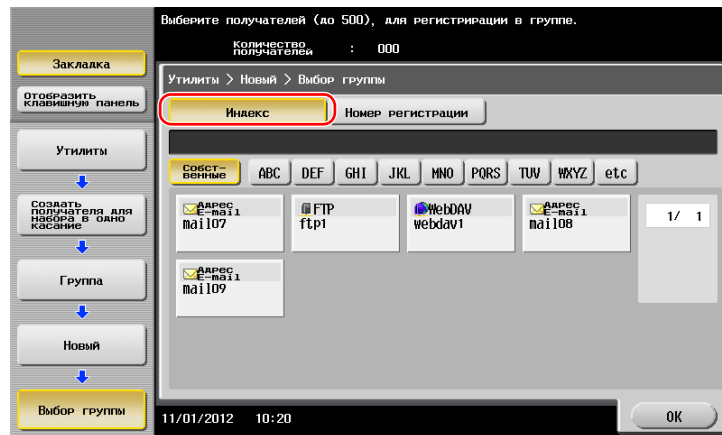 Выберите получателей (до 500), для регистрирации в группе.
Количество получателей : 000
Закладка
Отобразить
клавишную панель
Утилиты
Создать
получателя для
набора в одно
касание
Группа
Новый
Выбор группы
Утилиты > Новый > Выбор группы
Индекс
Номер регистрации
Собст-
венные
ABC DEF GHI JKL MNO PQRS TUV WXYZ etc
Адрес
E-mail
mail07
FTP
ftp1
WebDAV
webdav1
Адрес
E-mail
mail08
1/ 1
Адрес
E-mail
mail09
11/01/2012 10:20
OK